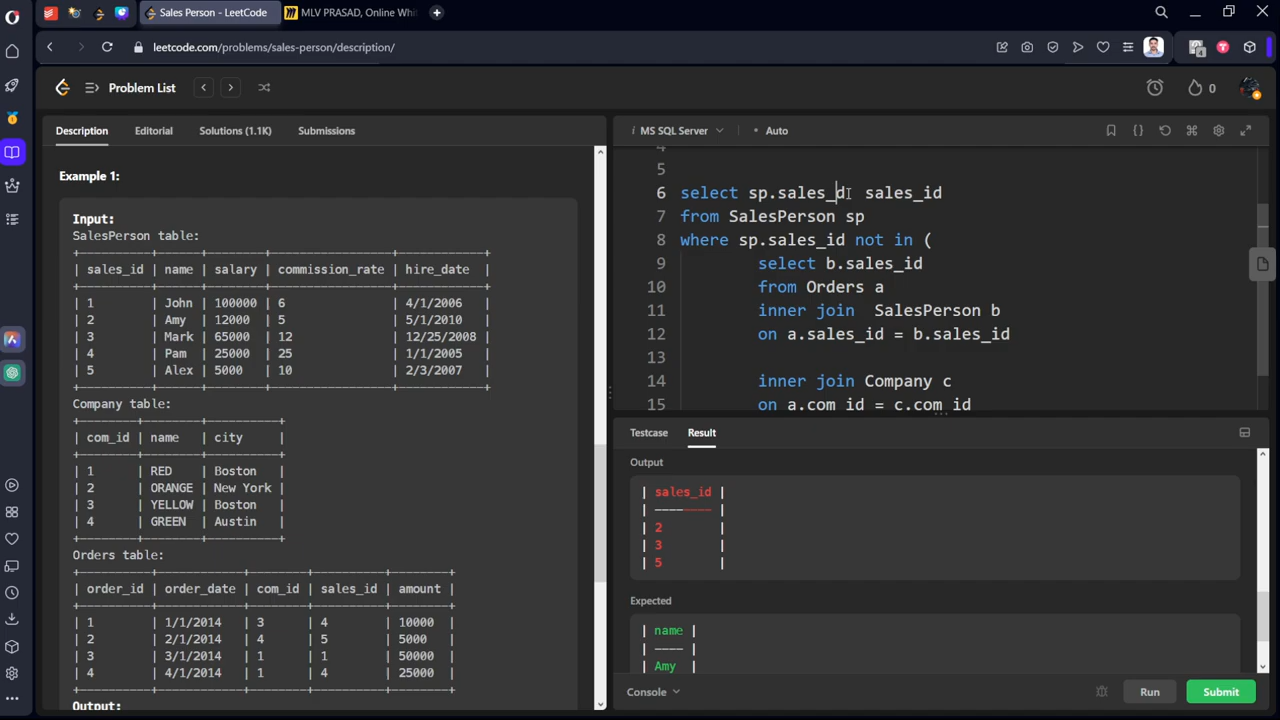 Sales Person - LeetCode
MLV PRASAD, Online Whit
leetcode.com/problems/sales-person/description/
Problem List
0
Description
Editorial
Solutions (1.1K)
Submissions
MS SQL Server
Auto
Example 1:
Input:
SalesPerson table:
+----------+------+--------+-----------------+------------+
| sales_id | name | salary | commission_rate | hire_date |
+----------+------+--------+-----------------+------------+
| 1 | John | 100000 | 6 | 4/1/2006 |
| 2 | Amy | 12000 | 5 | 5/1/2010 |
| 3 | Mark | 65000 | 12 | 12/25/2008 |
| 4 | Pam | 25000 | 25 | 1/1/2005 |
| 5 | Alex | 5000 | 10 | 2/3/2007 |
+----------+------+--------+-----------------+------------+
Company table:
+--------+--------+----------+
| com_id | name | city |
+--------+--------+----------+
| 1 | RED | Boston |
| 2 | ORANGE | New York |
| 3 | YELLOW | Boston |
| 4 | GREEN | Austin |
+--------+--------+----------+
Orders table:
+----------+------------+--------+----------+--------+
| order_id | order_date | com_id | sales_id | amount |
+----------+------------+--------+----------+--------+
| 1 | 1/1/2014 | 3 | 4 | 10000 |
| 2 | 2/1/2014 | 4 | 5 | 5000 |
| 3 | 3/1/2014 | 1 | 1 | 50000 |
| 4 | 4/1/2014 | 1 | 4 | 25000 |
+----------+------------+--------+----------+--------+
Output:
4
5
6 select sp.sales_d sales_id
7 from SalesPerson sp
8 where sp.sales_id not in (
9 select b.sales_id
10 from Orders a
11 inner join SalesPerson b
12 on a.sales_id = b.sales_id
13
14 inner join Company c
15 on a.com_id = c.com_id
Testcase
Result
Output
| sales_id |
| -------- |
| 2 |
| 3 |
| 5 |
Expected
| name |
| ---- |
| Amy |
Console
Run
Submit